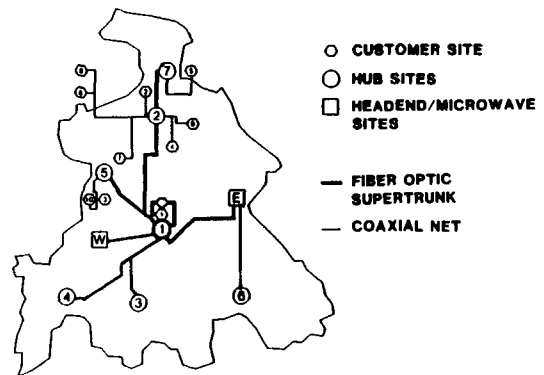 CUSTOMER SITE
HUB SITES
HEADEND/MICROWAVE
SITES
FIBER OPTIC
SUPERTRUNK
COAXIAL NET
7
2
5
E
1
W
4
3
6